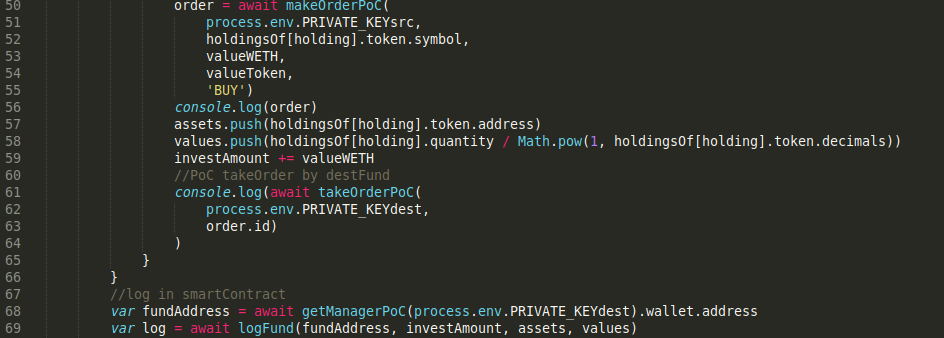 50 order = await makeOrderPoC(
51 process.env.PRIVATE_KEYsrc,
52 holdingsOf[holding].token.symbol,
53 valueWETH,
54 valueToken,
55 'BUY')
56 console.log(order)
57 assets.push(holdingsOf[holding].token.address)
58 values.push(holdingsOf[holding].quantity / Math.pow(1, holdingsOf[holding].token.decimals))
59 investAmount += valueWETH
60 //PoC takeOrder by destFund
61 console.log(await takeOrderPoC(
62 process.env.PRIVATE_KEYdest,
63 order.id)
64 )
65 }
66 }
67 //log in smartContract
68 var fundAddress = await getManagerPoC(process.env.PRIVATE_KEYdest).wallet.address
69 var log = await logFund(fundAddress, investAmount, assets, values)